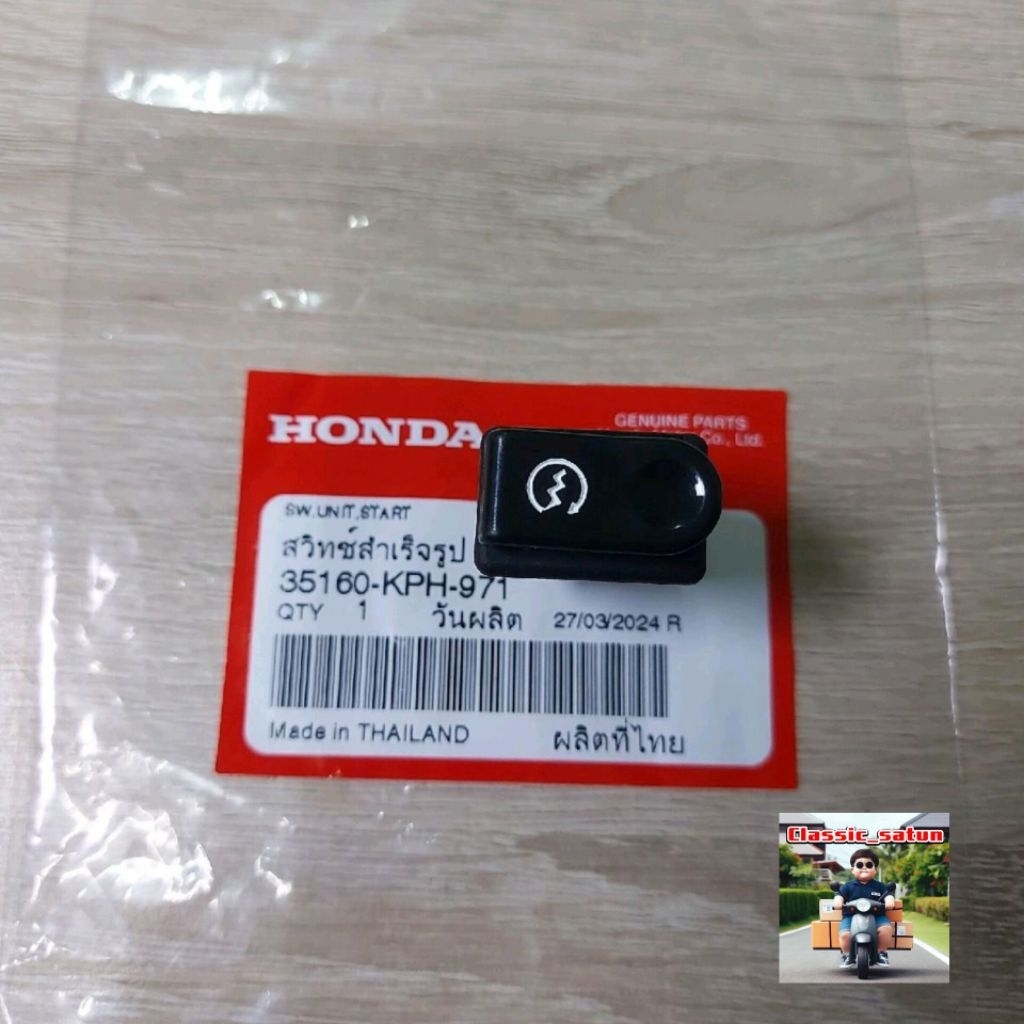 HONDA
GENUINE PARTS
Co., Ltd.
SW.UNIT,START
สวิทช์สำเร็จรูป
35160-KPH-971
QTY 1 วันผลิต 27/03/2024 R
Made in THAILAND ผลิตที่ไทย
Classic_satun